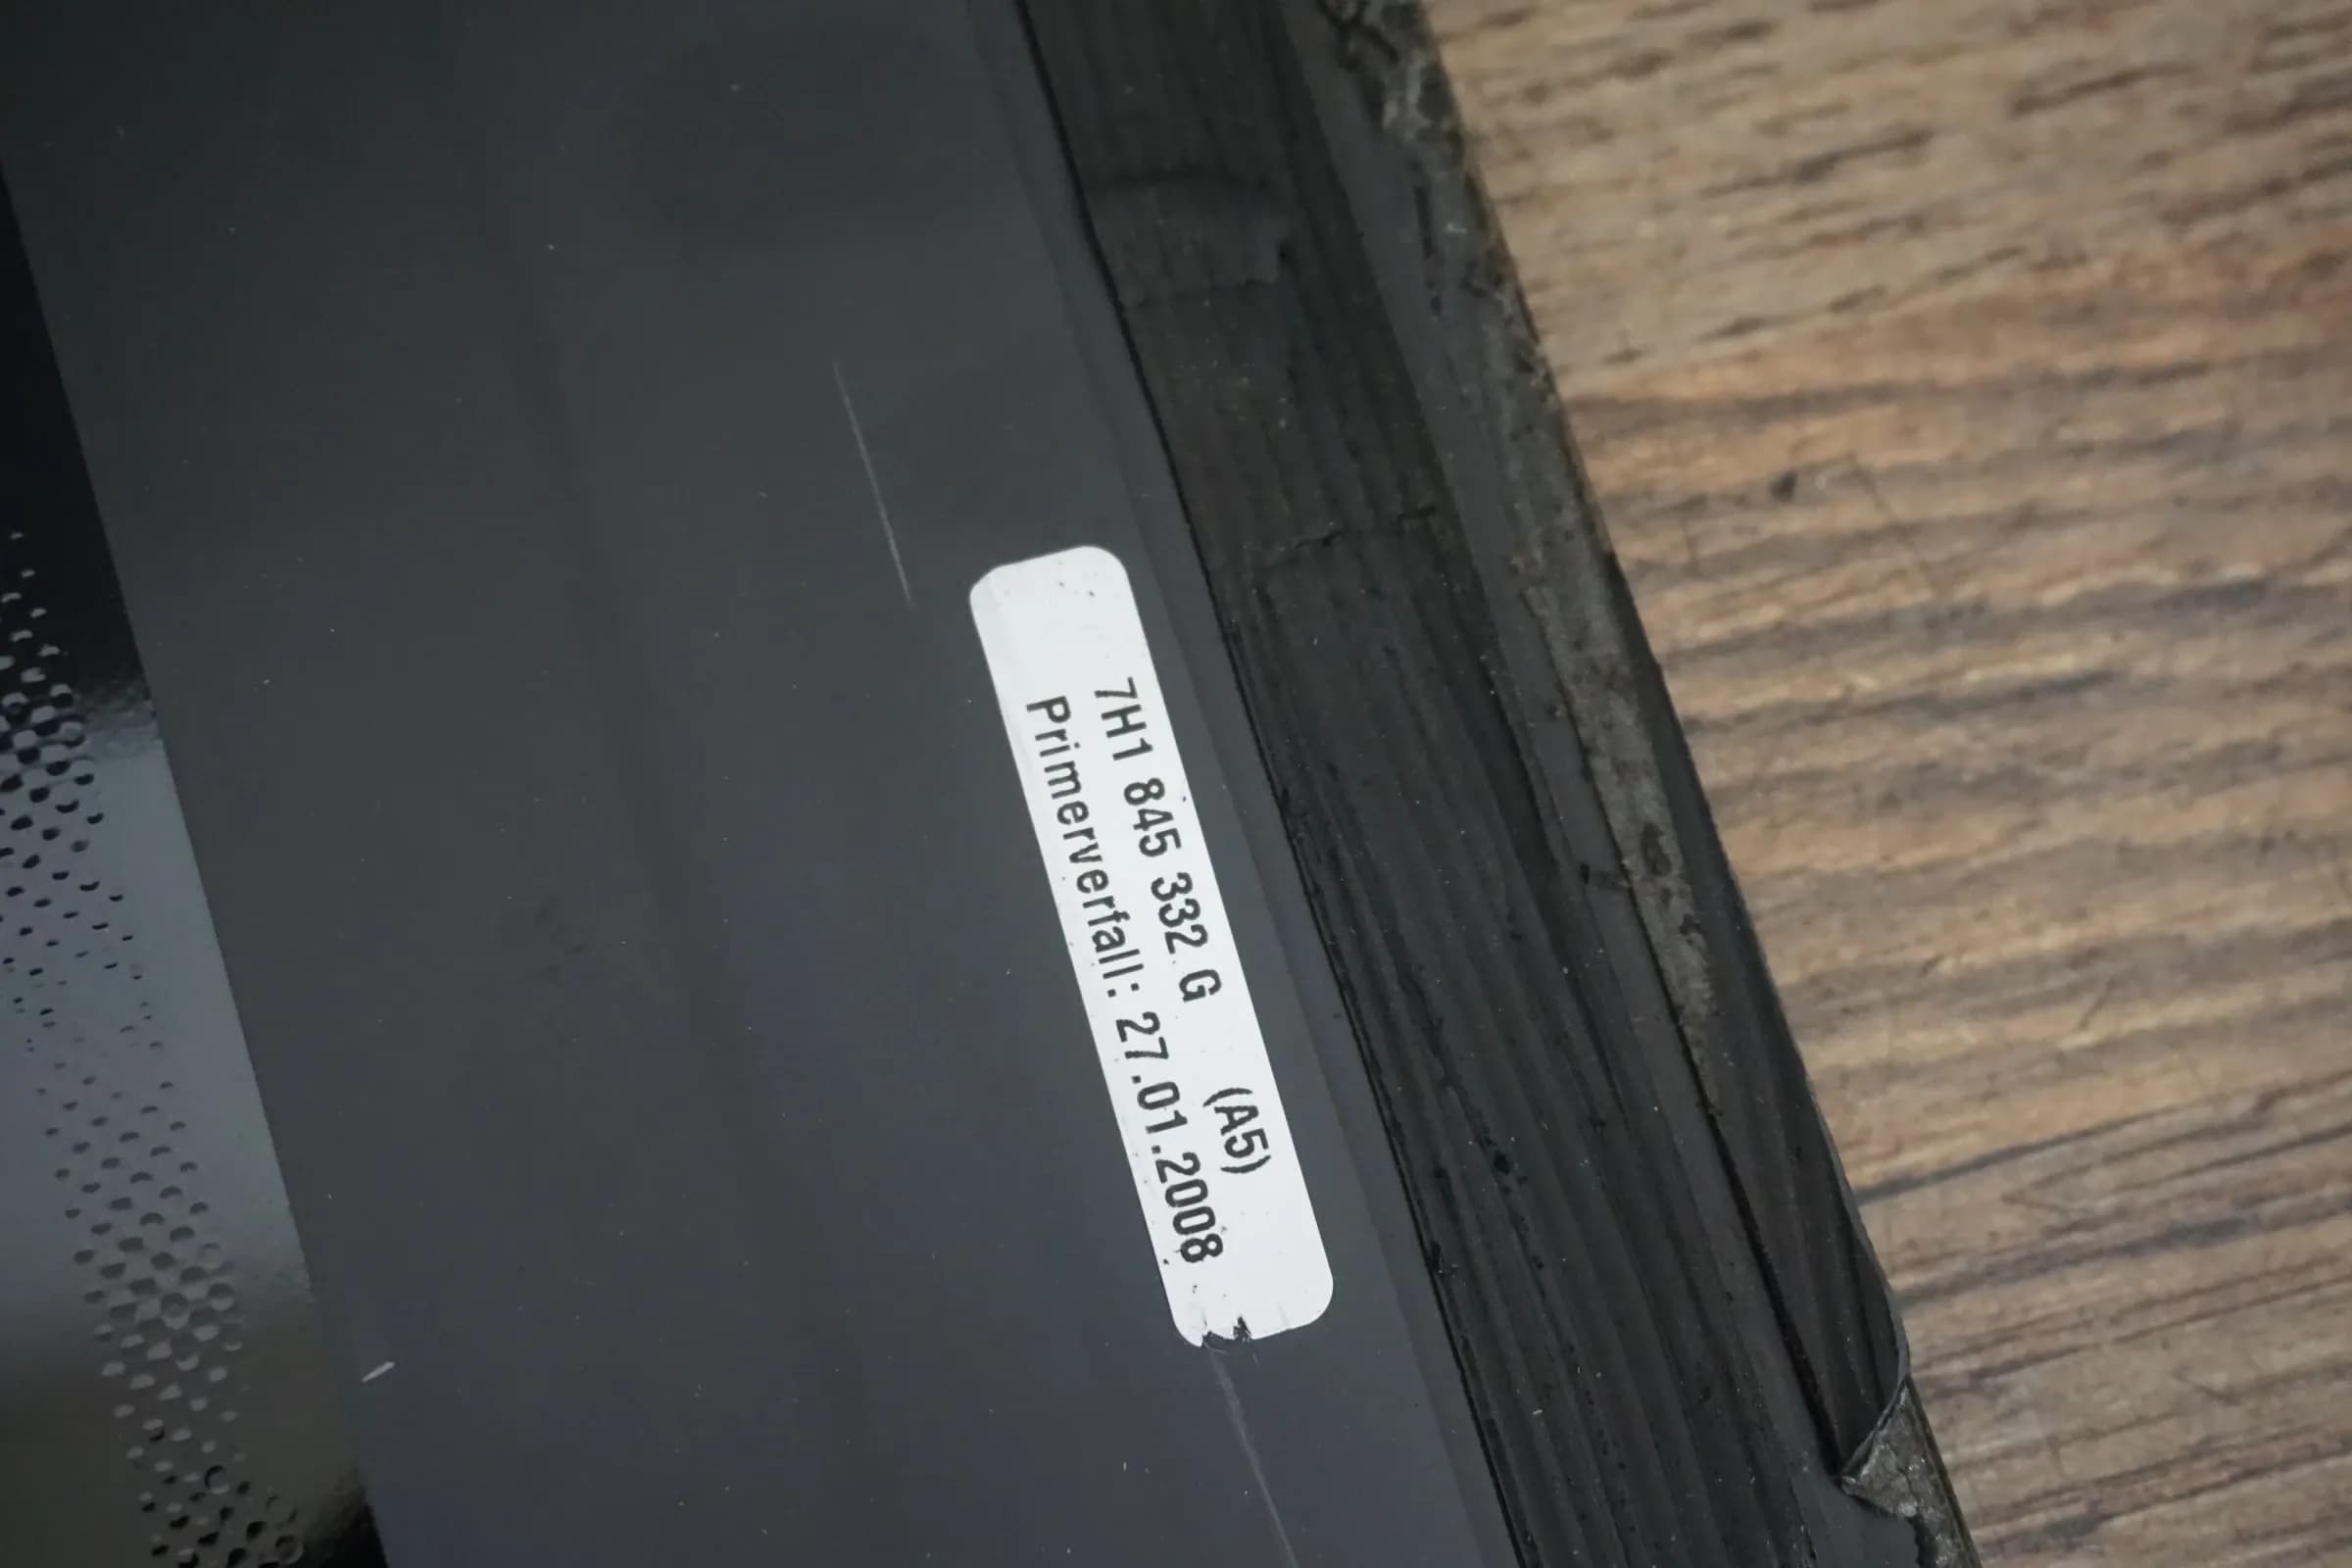 7H1 845 332 G (A5)
Primerverfall: 27.01.2008